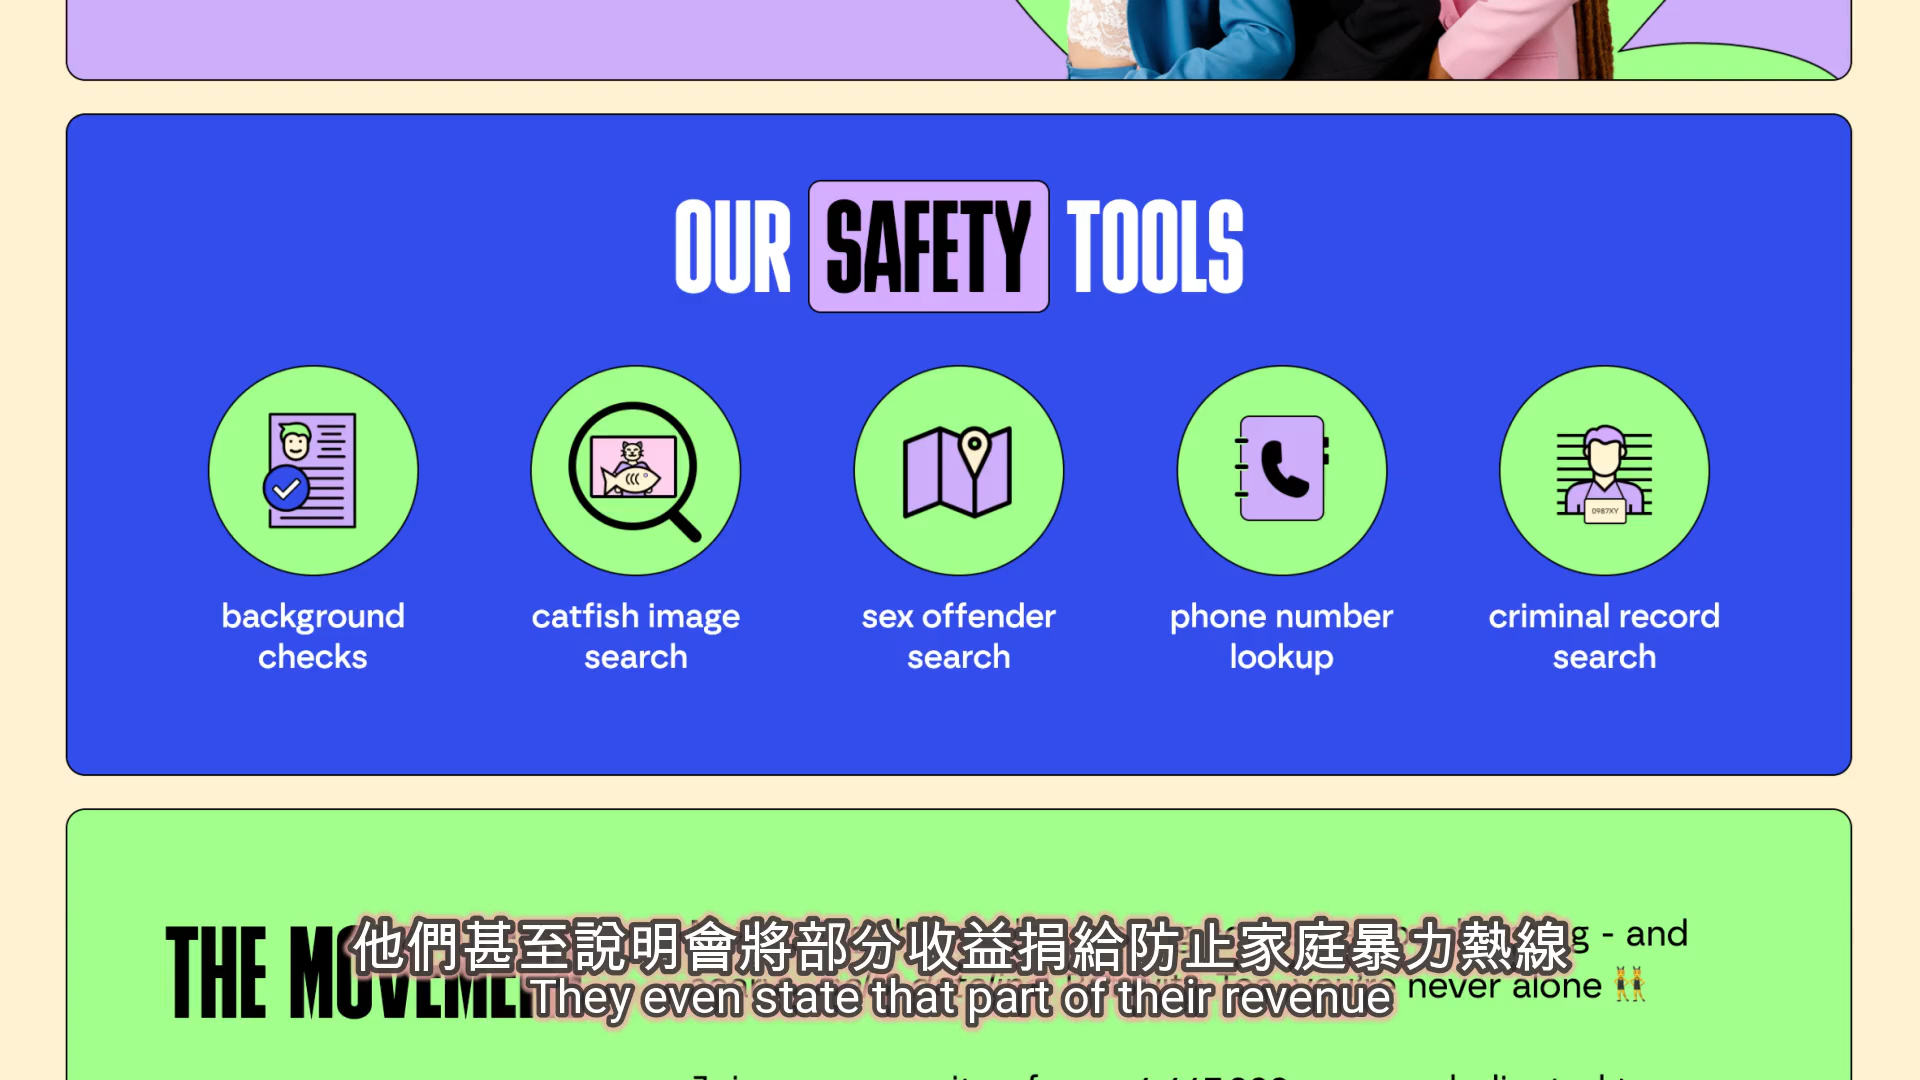 OUR SAFETY TOOLS
0987XY
background checks
catfish image search
sex offender search
phone number lookup
criminal record search
THE
g - and
never alone
他們甚至說明會將部分收益捐給防止家庭暴力熱線
They even state that part of their revenue